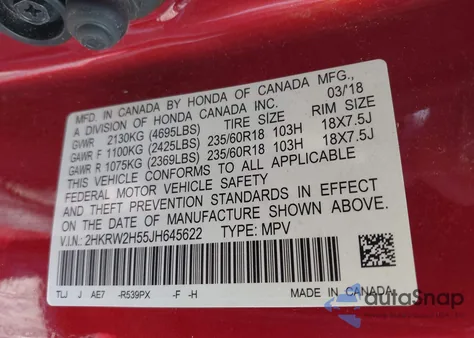 MFD. IN CANADA BY HONDA OF CANADA MFG.,
A DIVISION OF HONDA CANADA INC. 03/'18
GVWR 2130KG (4695LBS) TIRE SIZE RIM SIZE
GAWR F 1100KG (2425LBS) 235/60R18 103H 18X7.5J
GAWR R 1075KG (2369LBS) 235/60R18 103H 18X7.5J
THIS VEHICLE CONFORMS TO ALL APPLICABLE
FEDERAL MOTOR VEHICLE SAFETY
AND THEFT PREVENTION STANDARDS IN EFFECT
ON THE DATE OF MANUFACTURE SHOWN ABOVE.
V.I.N.: 2HKRW2H55JH645622 TYPE: MPV
TLJ J AE7 -R539PX -F -H MADE IN CANADA
autoSnap